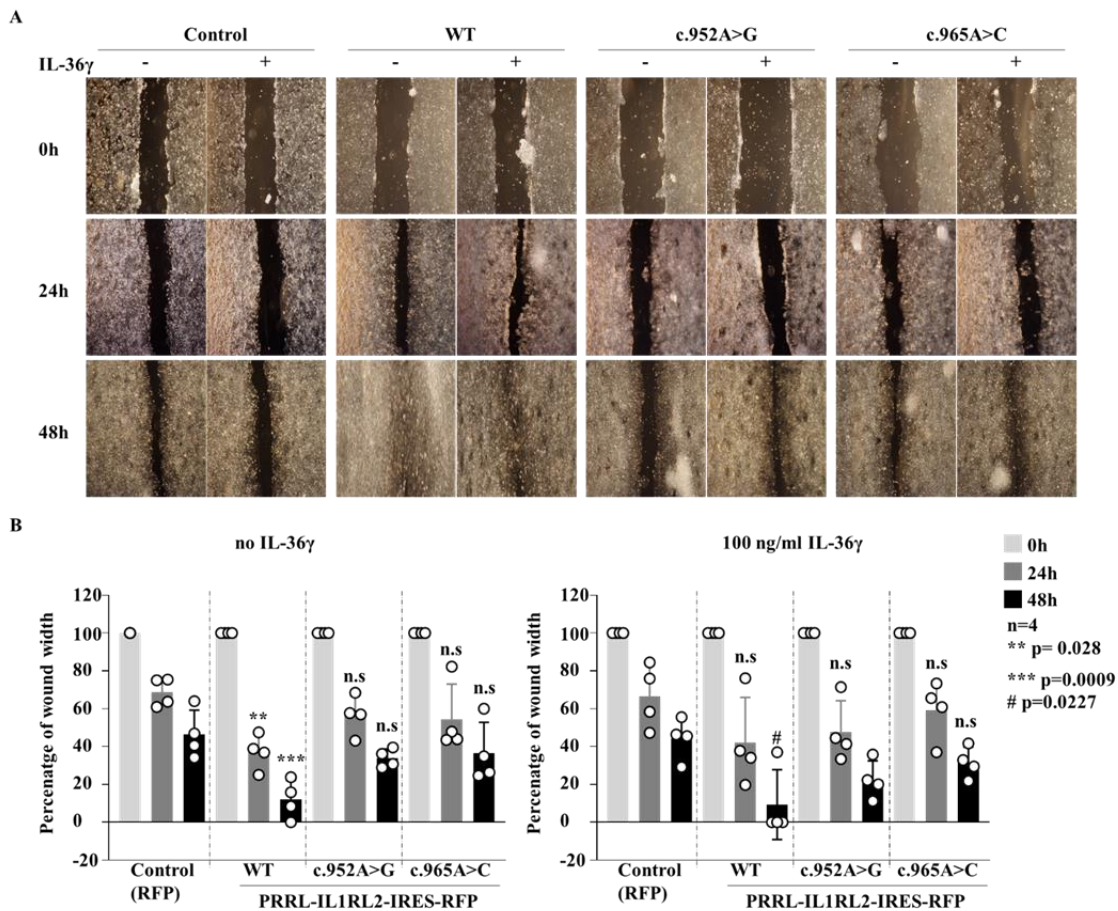 A
Control WT c.952A>G c.965A>C
IL-36γ - + - + - + - +
0h
24h
48h
B
no IL-36γ 100 ng/ml IL-36γ
0h
24h
48h
n=4
** p= 0.028
*** p=0.0009
# p=0.0227
Percenatge of wound width
120
100
80
60
40
20
0
-20
** *** n.s n.s n.s n.s
Control (RFP) WT c.952A>G c.965A>C
PRRL-IL1RL2-IRES-RFP
Percenatge of wound width
120
100
80
60
40
20
0
-20
n.s # n.s n.s n.s
Control (RFP) WT c.952A>G c.965A>C
PRRL-IL1RL2-IRES-RFP